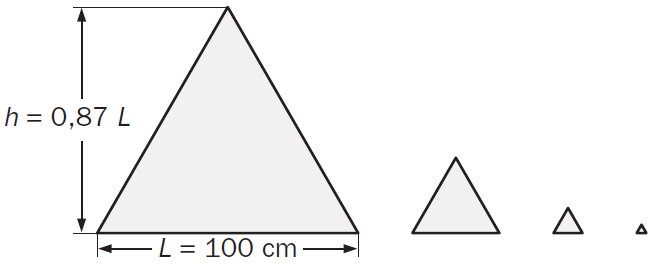 h = 0,87 L
L = 100 cm